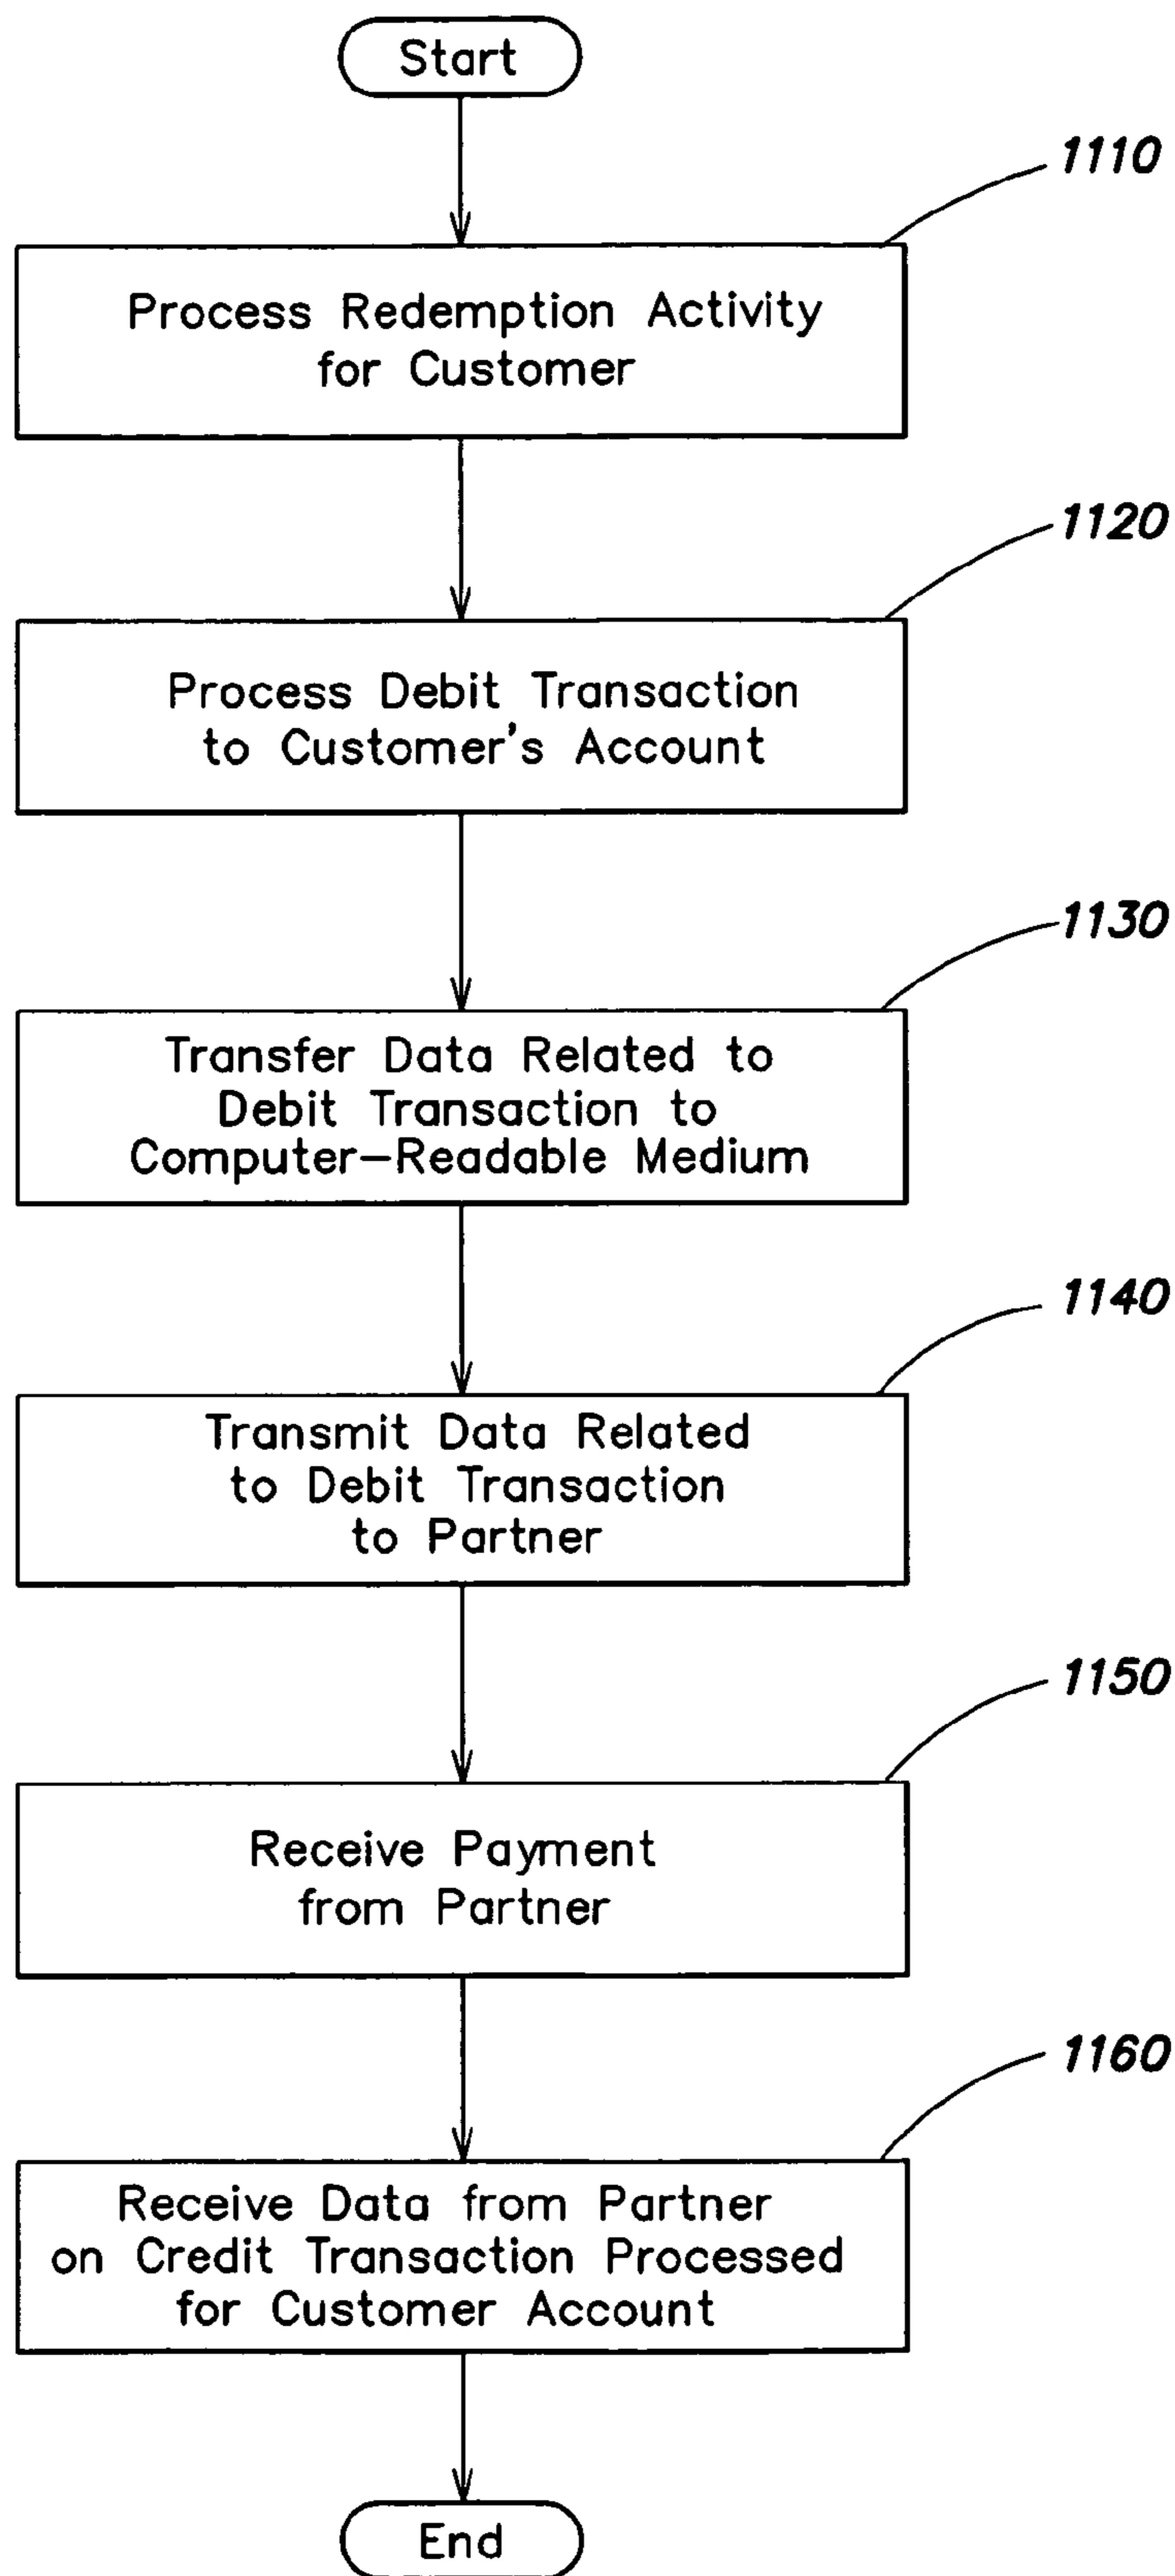 Start
1110
Process Redemption Activity
for Customer
1120
Process Debit Transaction
to Customer's Account
1130
Transfer Data Related to
Debit Transaction to
Computer-Readable Medium
1140
Transmit Data Related
to Debit Transaction
to Partner
1150
Receive Payment
from Partner
1160
Receive Data from Partner
on Credit Transaction Processed
for Customer Account
End